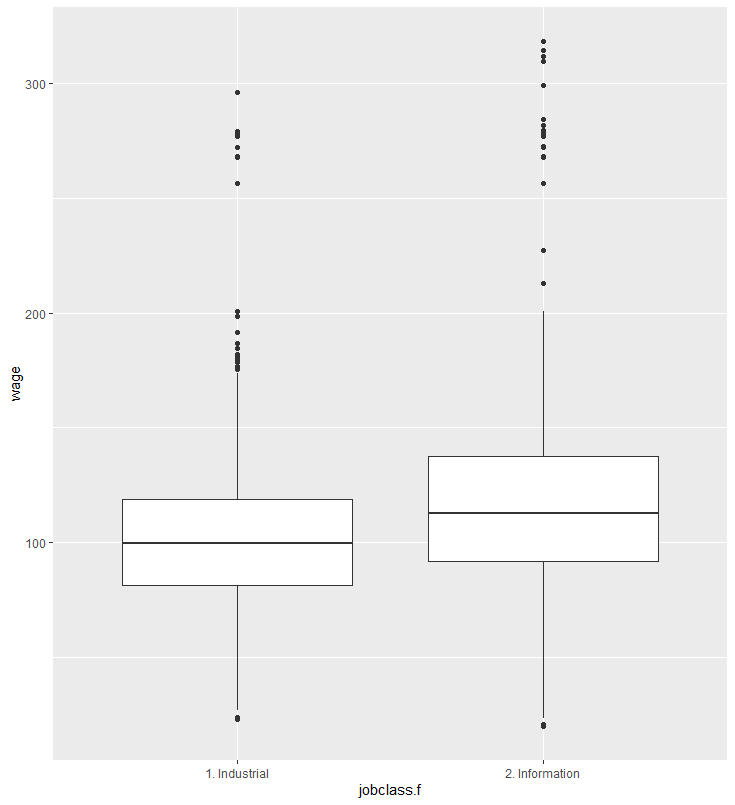 300
200
100
wage
1. Industrial
2. Information
jobclass.f